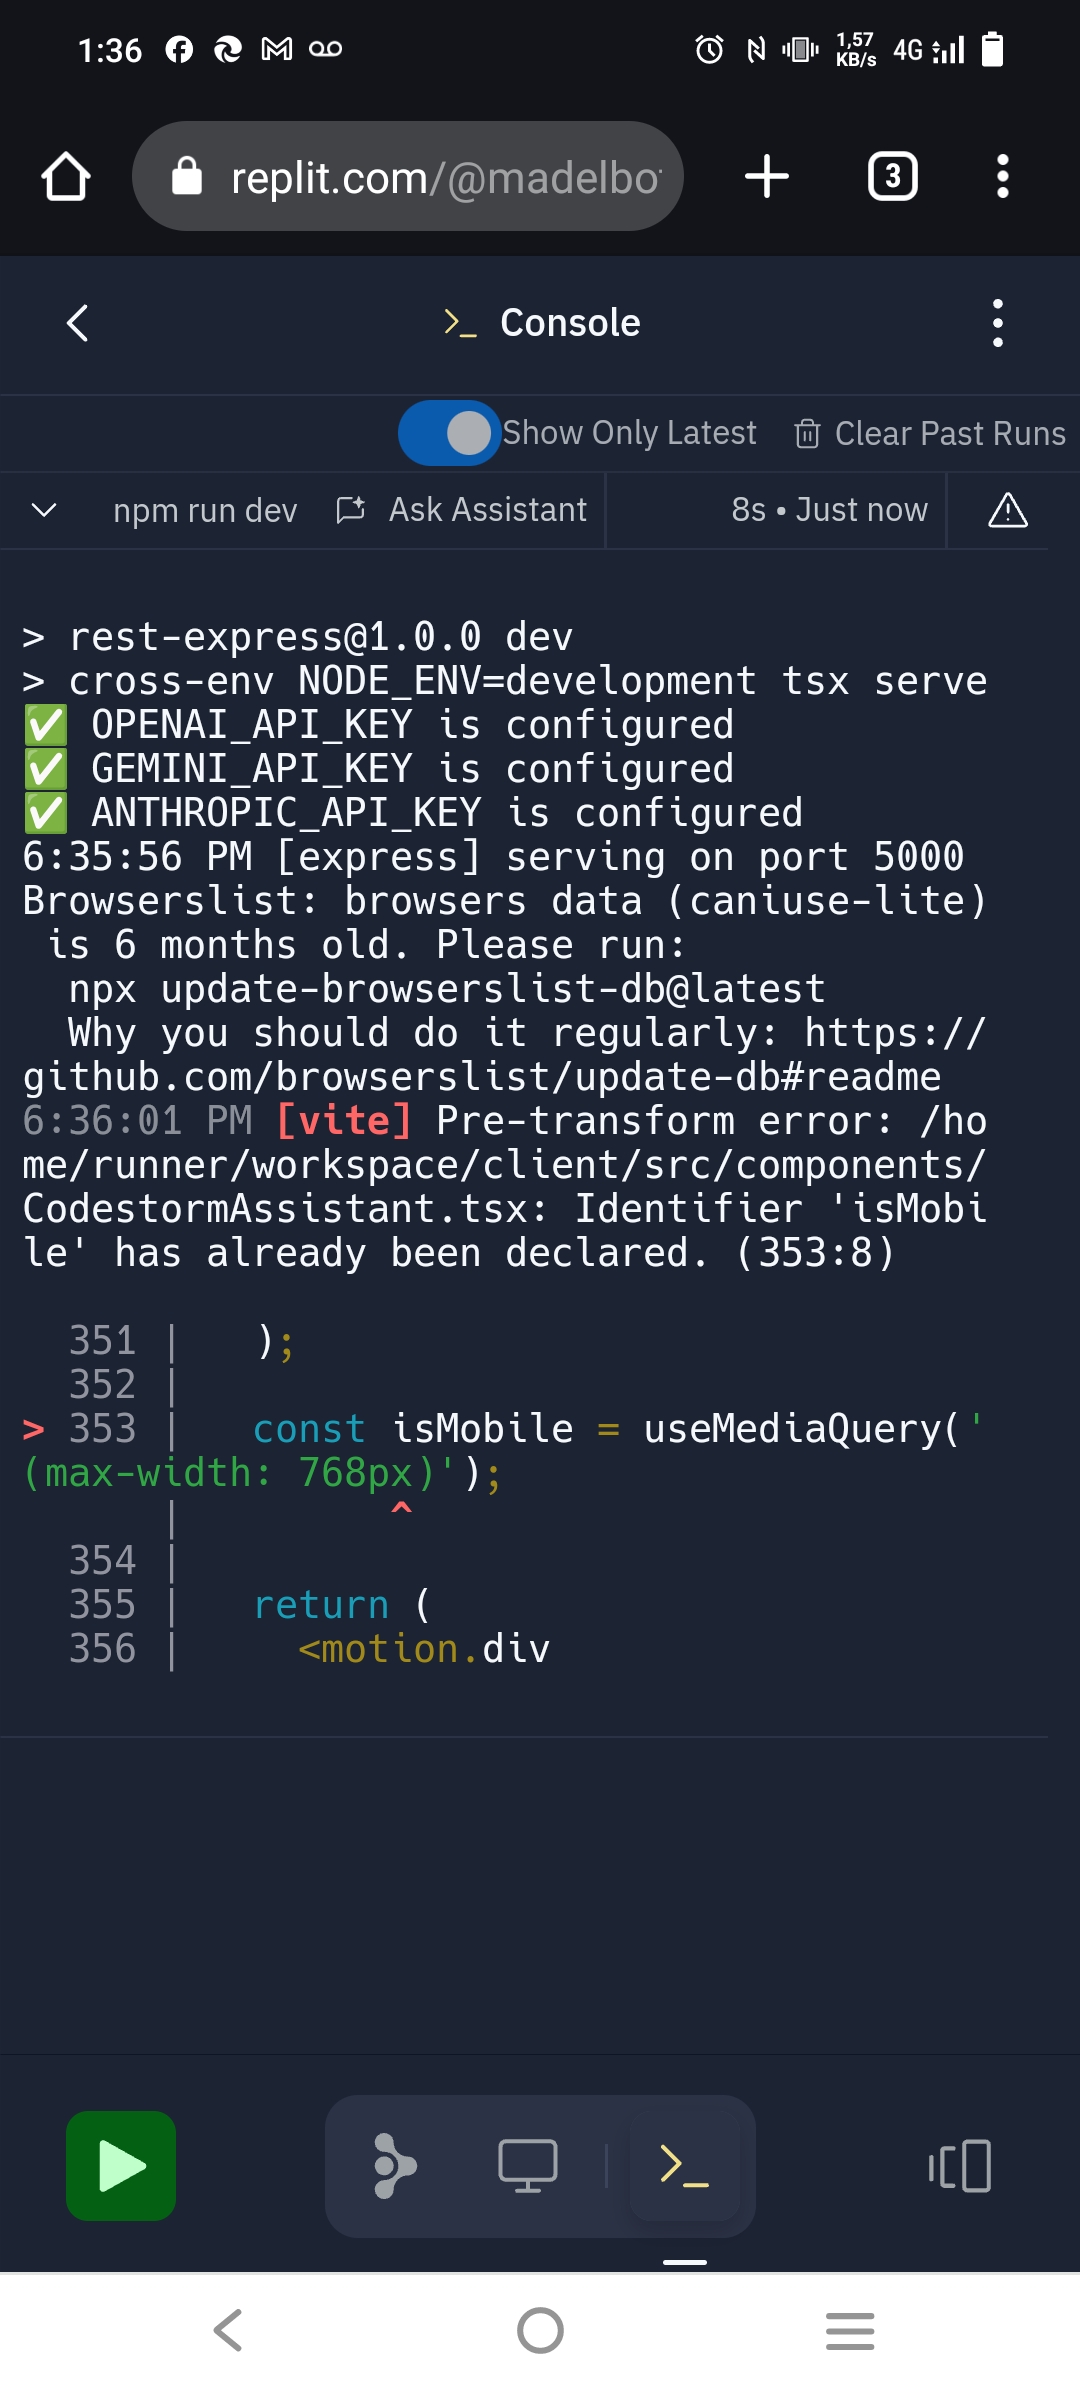 1:36
1,57
KB/s
4G
replit.com/@madelbo
3
>_ Console
Show Only Latest
Clear Past Runs
npm run dev
Ask Assistant
8s • Just now
> rest-express@1.0.0 dev
> cross-env NODE_ENV=development tsx serve
✅ OPENAI_API_KEY is configured
✅ GEMINI_API_KEY is configured
✅ ANTHROPIC_API_KEY is configured
6:35:56 PM [express] serving on port 5000
Browserslist: browsers data (caniuse-lite)
is 6 months old. Please run:
npx update-browserslist-db@latest
Why you should do it regularly: https://
github.com/browserslist/update-db#readme
6:36:01 PM [vite] Pre-transform error: /ho
me/runner/workspace/client/src/components/
CodestormAssistant.tsx: Identifier 'isMobi
le' has already been declared. (353:8)
351 |   );
352 |
> 353 |   const isMobile = useMediaQuery('
(max-width: 768px)');
|         ^
354 |
355 |   return (
356 |     <motion.div